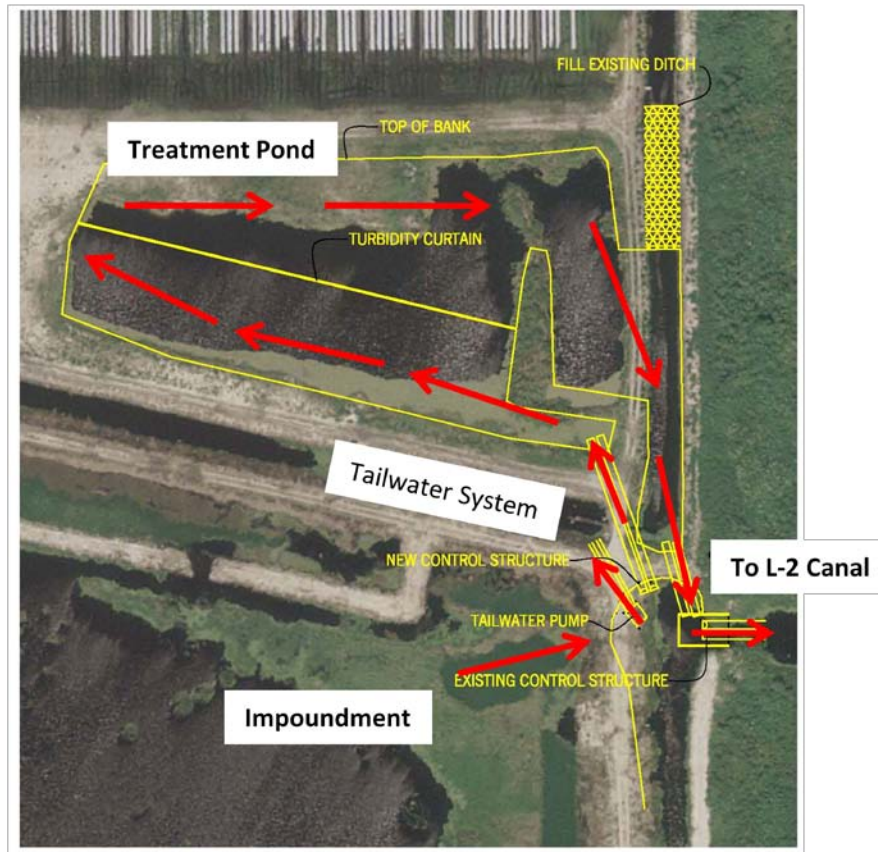 FILL EXISTING DITCH
TOP OF BANK
Treatment Pond
TURBIDITY CURTAIN
Tailwater System
NEW CONTROL STRUCTURE
To L-2 Canal
TAILWATER PUMP
EXISTING CONTROL STRUCTURE
Impoundment